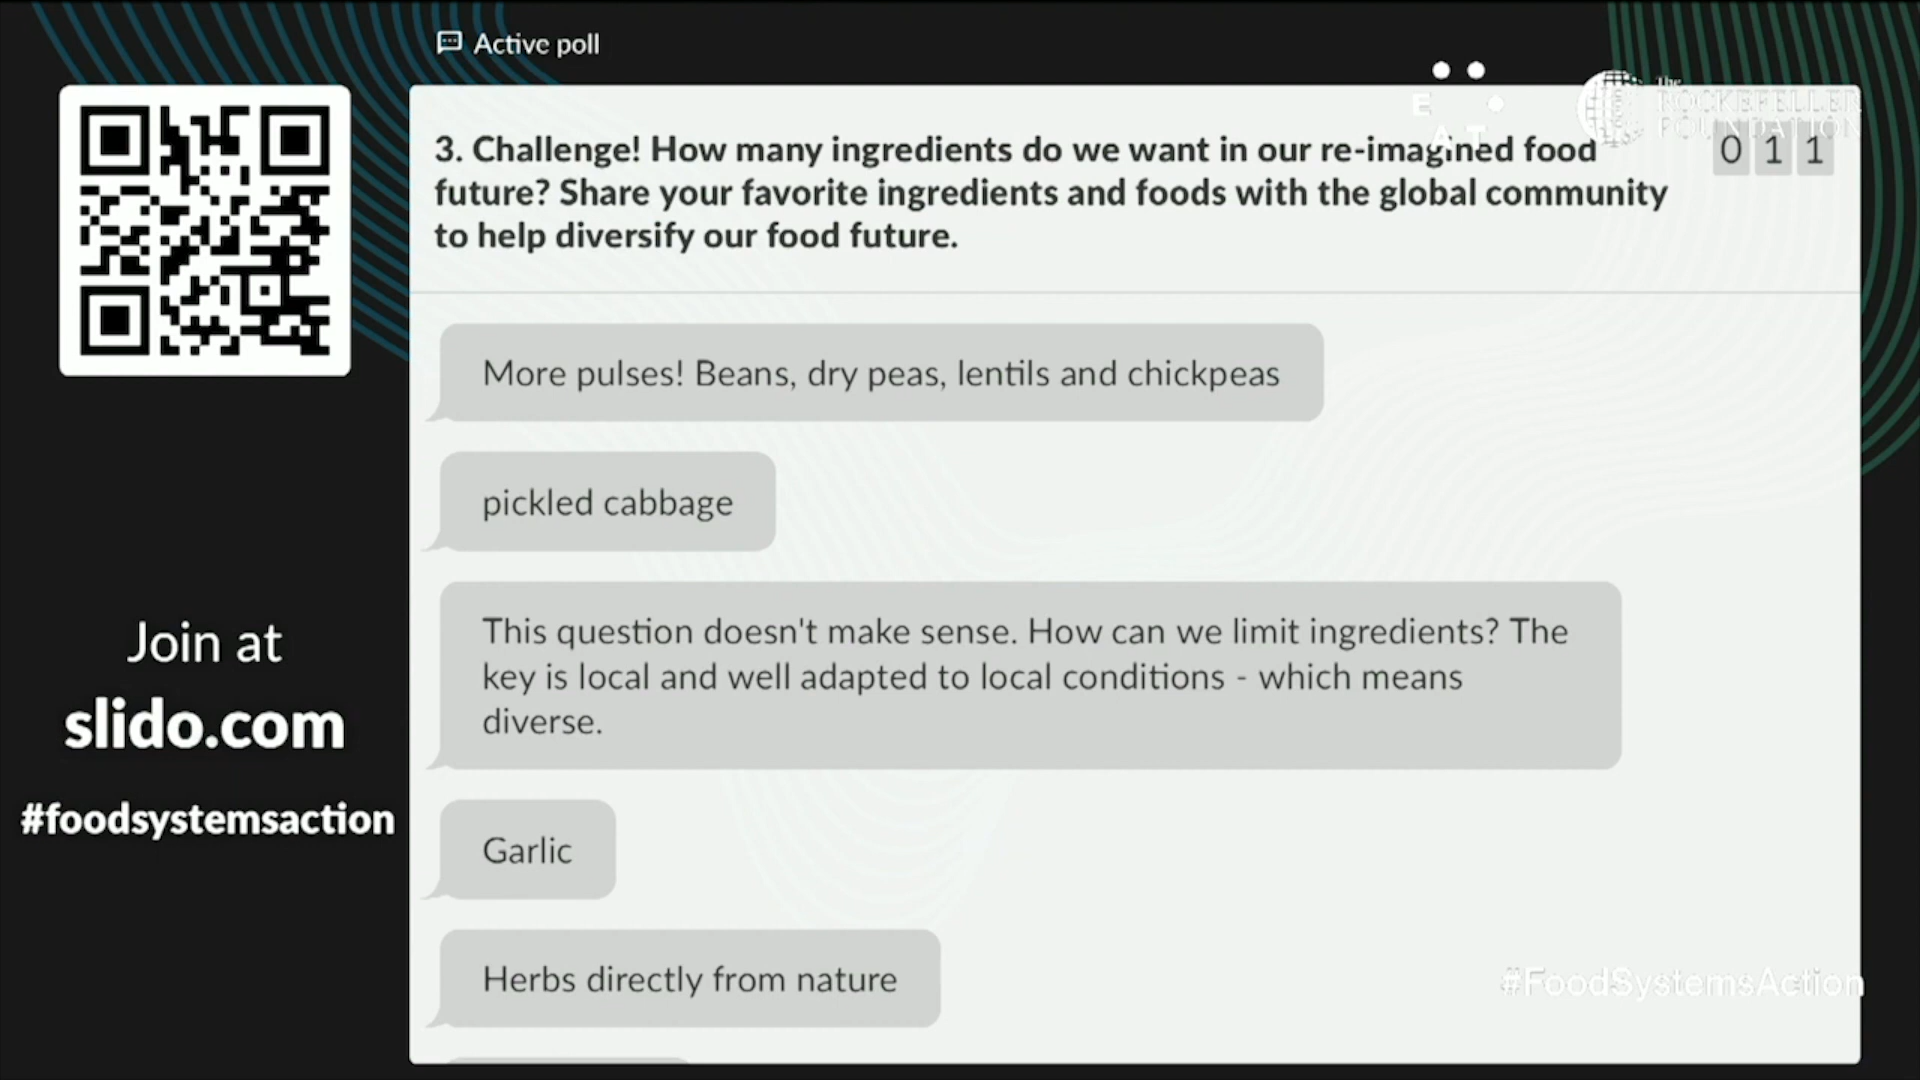 Active poll
E
A T
the
ROCKEFELLER
FOUNDATION
3. Challenge! How many ingredients do we want in our re-imagined food
future? Share your favorite ingredients and foods with the global community
to help diversify our food future.
011
More pulses! Beans, dry peas, lentils and chickpeas
pickled cabbage
This question doesn't make sense. How can we limit ingredients? The
key is local and well adapted to local conditions - which means
diverse.
Garlic
Herbs directly from nature
Join at
slido.com
#foodsystemsaction
#FoodSystemsAction